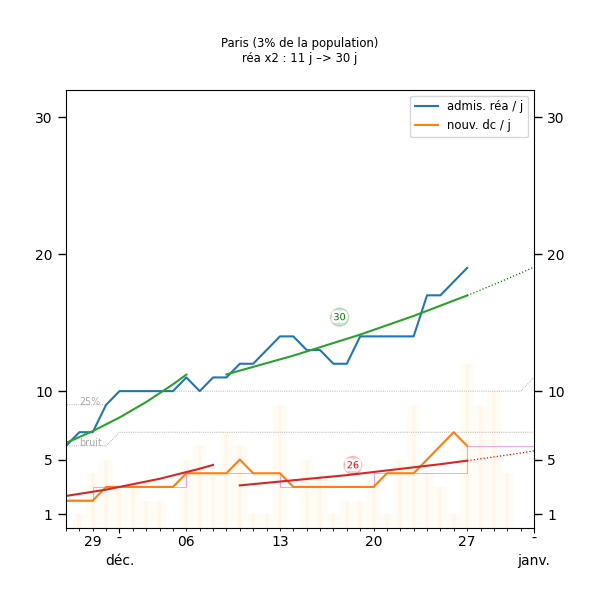 Paris (3% de la population)
réa x2 : 11 j –> 30 j
admis. réa / j
nouv. dc / j
30
30
20
20
10
10
5
5
1
1
30
26
25%
bruit
29
-
06
13
20
27
-
déc.
janv.